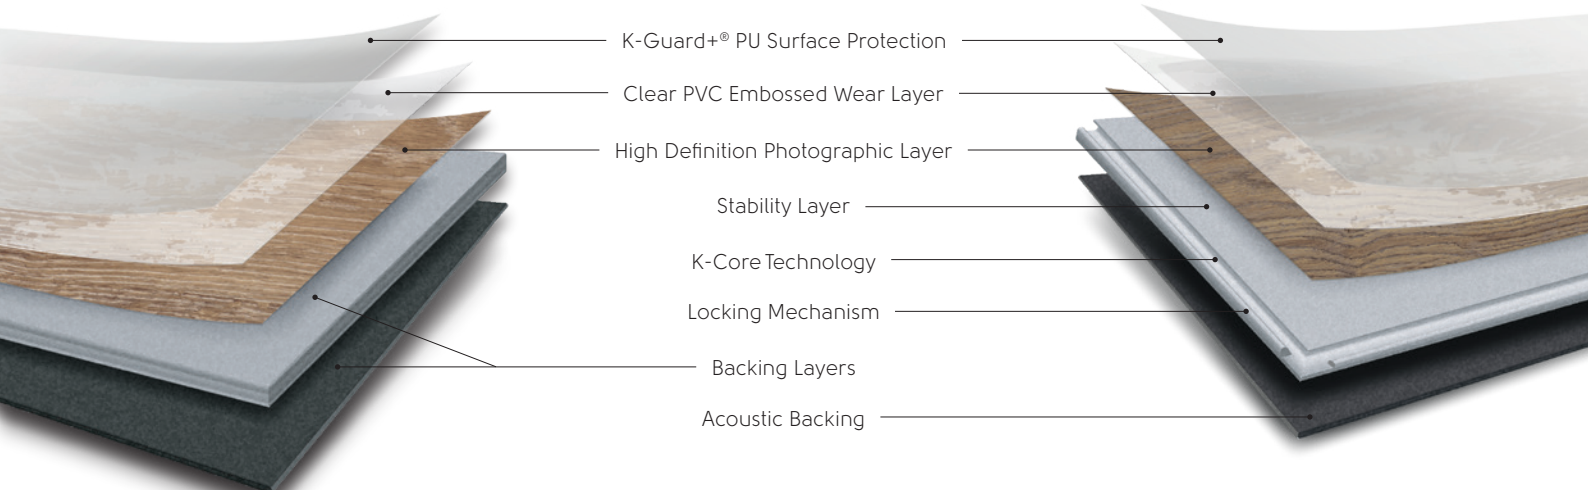 K-Guard+® PU Surface Protection
Clear PVC Embossed Wear Layer
High Definition Photographic Layer
Stability Layer
K-Core Technology
Locking Mechanism
Backing Layers
Acoustic Backing